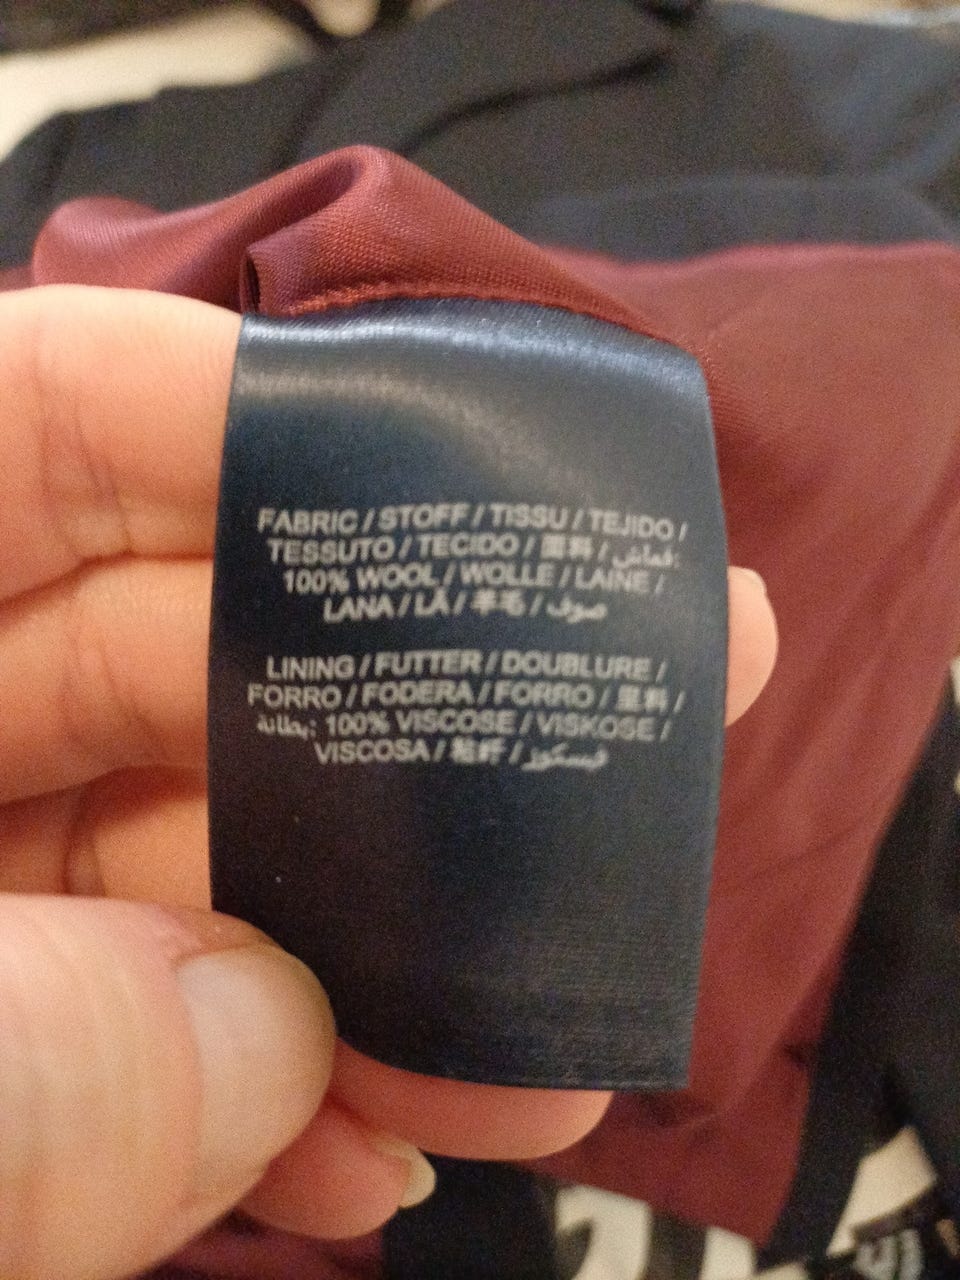 FABRIC / STOFF / TISSU / TEJIDO /
TESSUTO / TECIDO / 面料 / قماش:
100% WOOL / WOLLE / LAINE /
LANA / LÃ / 羊毛 / صوف
LINING / FUTTER / DOUBLURE /
FORRO / FODERA / FORRO / 里料 /
بطانة: 100% VISCOSE / VISKOSE /
VISCOSA / 粘纤 / فيسكوز